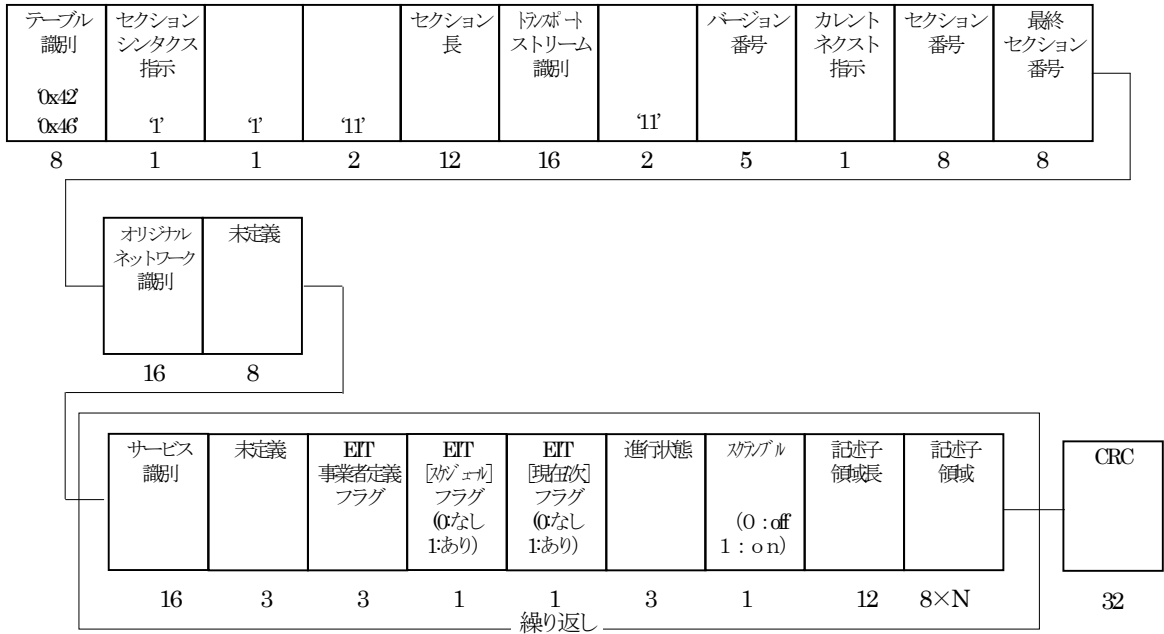 テーブル
識別
‘0x42’
‘0x46’
セクション
シンタクス
指示
‘1’
‘1’
‘11’
セクション
長
トランスポート
ストリーム
識別
‘11’
バージョン
番号
カレント
ネクスト
指示
セクション
番号
最終
セクション
番号
8
1
1
2
12
16
2
5
1
8
8
オリジナル
ネットワーク
識別
未定義
16
8
サービス
識別
未定義
EIT
事業者定義
フラグ
EIT
[スケジュール]
フラグ
(0:なし
1:あり)
EIT
[現在/次]
フラグ
(0:なし
1:あり)
進行状態
スクランブル
(0:off
1:on)
記述子
領域長
記述子
領域
CRC
16
3
3
1
1
3
1
12
8×N
32
繰り返し